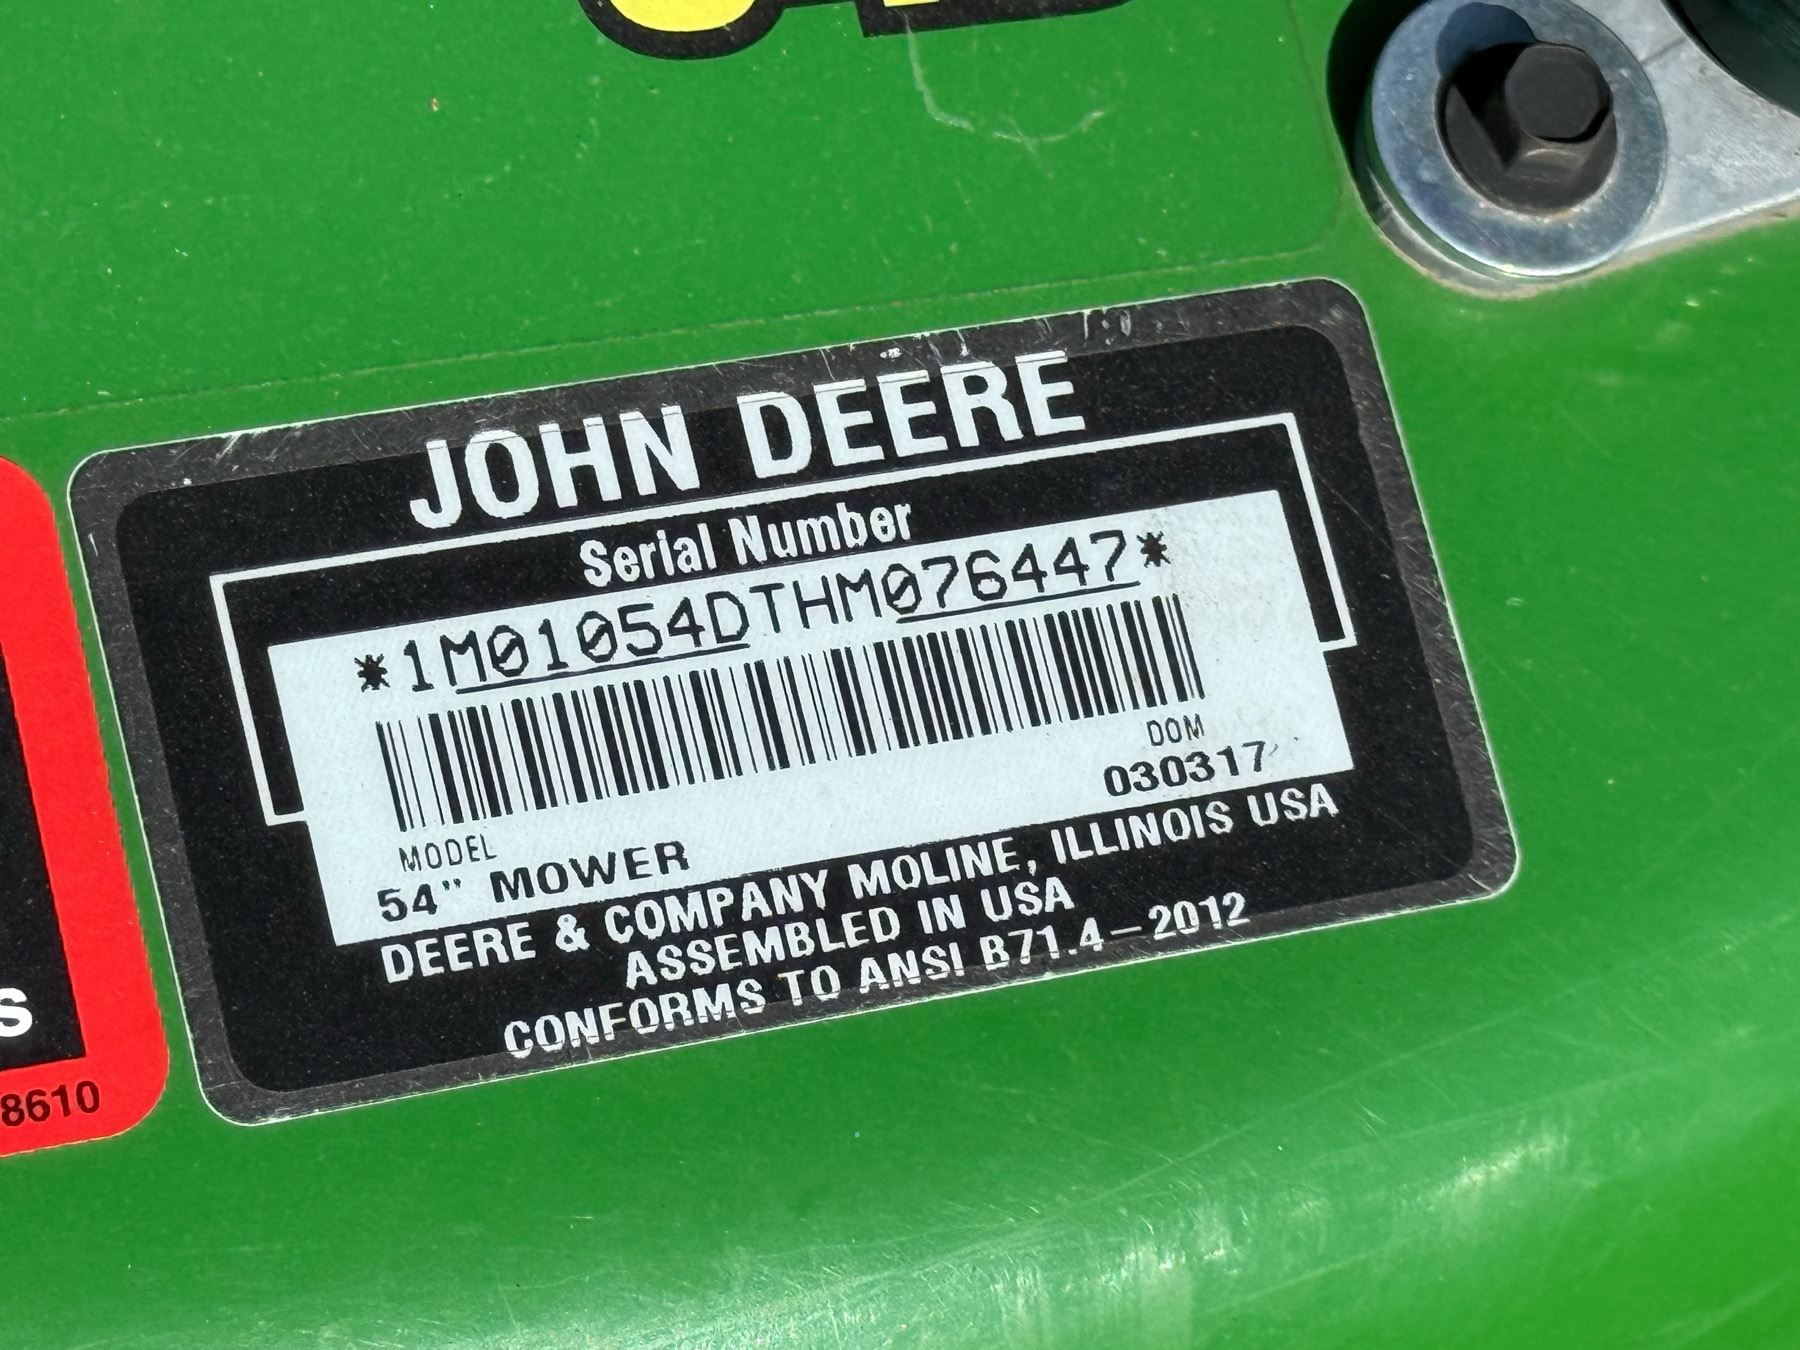 JOHN DEERE
Serial Number
*1M01054DTHM076447*
DOM
030317
MODEL
54" MOWER
DEERE & COMPANY MOLINE, ILLINOIS USA
ASSEMBLED IN USA
CONFORMS TO ANSI B71.4-2012
S
8610